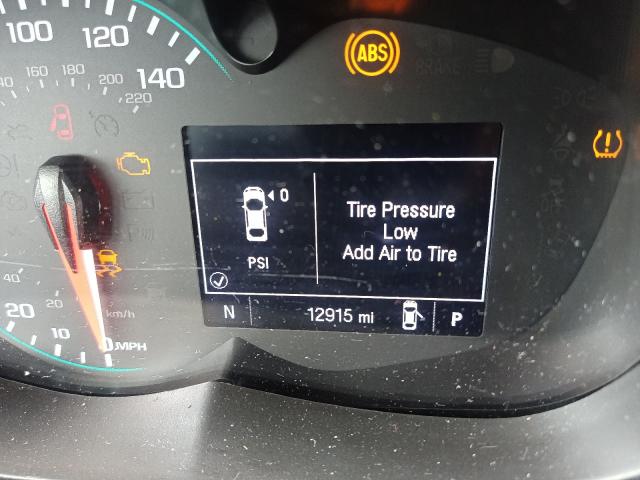 100
120
140
160
180
200
220
ABS
BRAKE
0
Tire Pressure
Low
Add Air to Tire
PSI
40
20
km/h
20
10
0 MPH
N
12915 mi
P